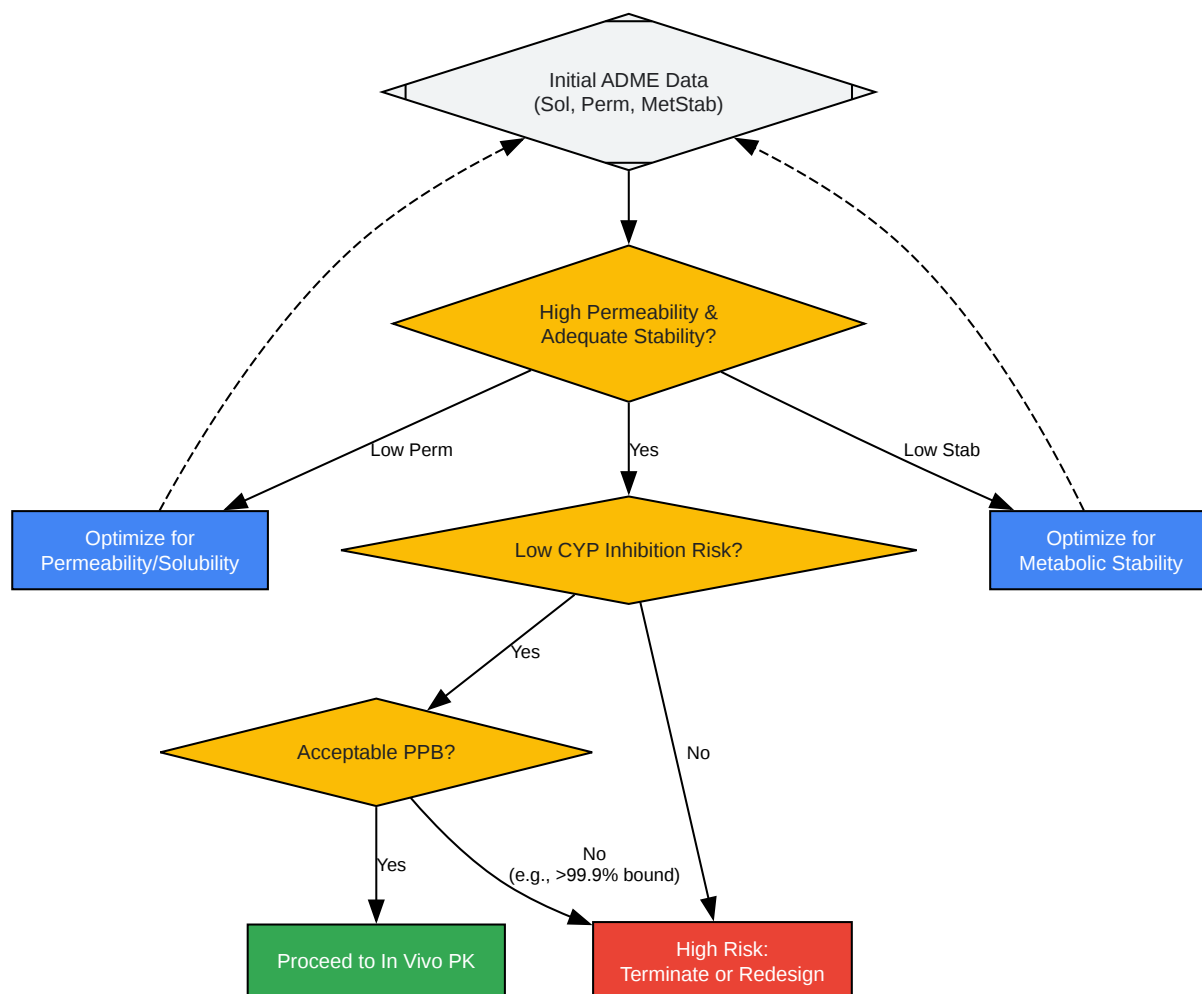 Initial ADME Data
(Sol, Perm, MetStab)
High Permeability &
Adequate Stability?
Low Perm
Yes
Low Stab
Optimize for
Permeability/Solubility
Low CYP Inhibition Risk?
Optimize for
Metabolic Stability
Yes
Acceptable PPB?
No
Yes
No
(e.g., >99.9% bound)
Proceed to In Vivo PK
High Risk:
Terminate or Redesign